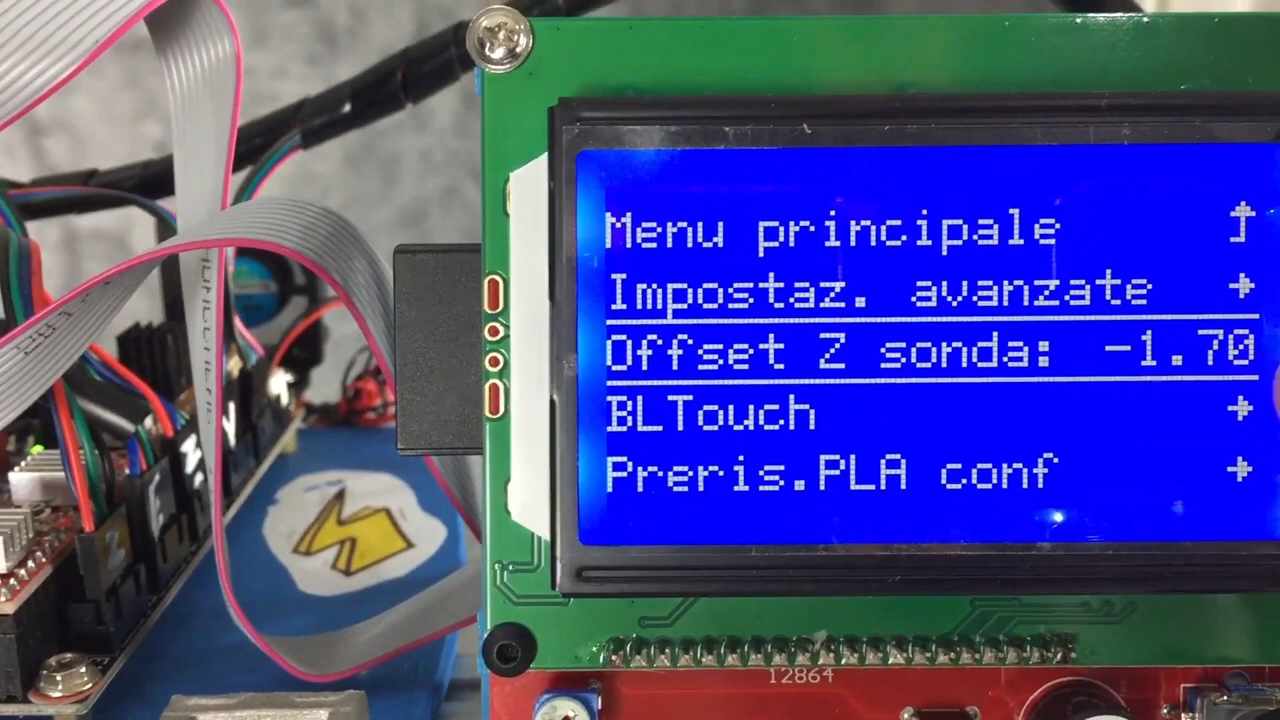 Menu principale
Impostaz. avanzate
Offset Z sonda: -1.70
BLTouch
Preris.PLA conf
12864